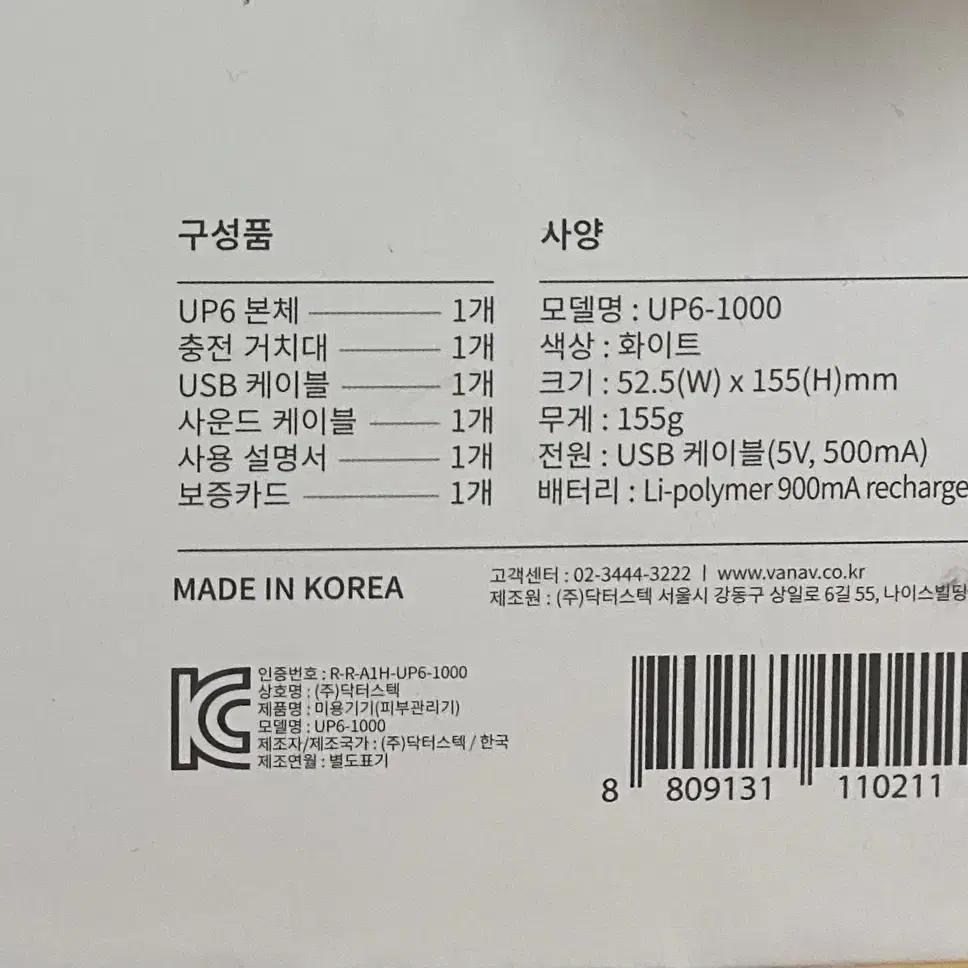 구성품
UP6 본체 1개
충전 거치대 1개
USB 케이블 1개
사운드 케이블 1개
사용 설명서 1개
보증카드 1개
사양
모델명 : UP6-1000
색상 : 화이트
크기 : 52.5(W) x 155(H)mm
무게 : 155g
전원 : USB 케이블(5V, 500mA)
배터리 : Li-polymer 900mA recharge
MADE IN KOREA
고객센터 : 02-3444-3222 | www.vanav.co.kr
제조원 : (주)닥터스텍 서울시 강동구 상일로 6길 55, 나이스빌딩
KC
인증번호 : R-R-A1H-UP6-1000
상호명 : (주)닥터스텍
제품명 : 미용기기(피부관리기)
모델명 : UP6-1000
제조자/제조국가 : (주)닥터스텍 / 한국
제조연월 : 별도표기
8 809131 110211